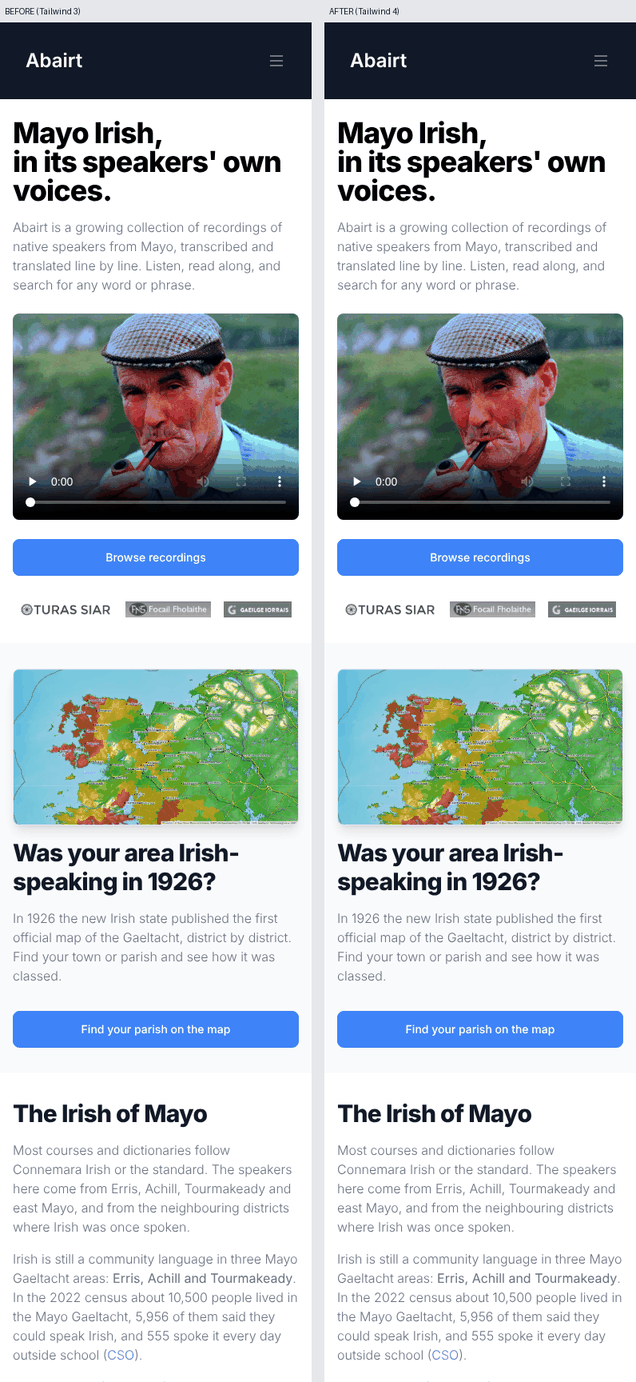 BEFORE (Tailwind 3)
Abairt
Mayo Irish,
in its speakers' own
voices.
Abairt is a growing collection of recordings of
native speakers from Mayo, transcribed and
translated line by line. Listen, read along, and
search for any word or phrase.
0:00
Browse recordings
TURAS SIAR
FnG Focail Fholaithe
G GAEILGE IORRAIS
Was your area Irish-
speaking in 1926?
In 1926 the new Irish state published the first
official map of the Gaeltacht, district by district.
Find your town or parish and see how it was
classed.
Find your parish on the map
The Irish of Mayo
Most courses and dictionaries follow
Connemara Irish or the standard. The speakers
here come from Erris, Achill, Tourmakeady and
east Mayo, and from the neighbouring districts
where Irish was once spoken.
Irish is still a community language in three Mayo
Gaeltacht areas: Erris, Achill and Tourmakeady.
In the 2022 census about 10,500 people lived in
the Mayo Gaeltacht, 5,956 of them said they
could speak Irish, and 555 spoke it every day
outside school (CSO).
AFTER (Tailwind 4)
Abairt
Mayo Irish,
in its speakers' own
voices.
Abairt is a growing collection of recordings of
native speakers from Mayo, transcribed and
translated line by line. Listen, read along, and
search for any word or phrase.
0:00
Browse recordings
TURAS SIAR
FnG Focail Fholaithe
G GAEILGE IORRAIS
Was your area Irish-
speaking in 1926?
In 1926 the new Irish state published the first
official map of the Gaeltacht, district by district.
Find your town or parish and see how it was
classed.
Find your parish on the map
The Irish of Mayo
Most courses and dictionaries follow
Connemara Irish or the standard. The speakers
here come from Erris, Achill, Tourmakeady and
east Mayo, and from the neighbouring districts
where Irish was once spoken.
Irish is still a community language in three Mayo
Gaeltacht areas: Erris, Achill and Tourmakeady.
In the 2022 census about 10,500 people lived in
the Mayo Gaeltacht, 5,956 of them said they
could speak Irish, and 555 spoke it every day
outside school (CSO).